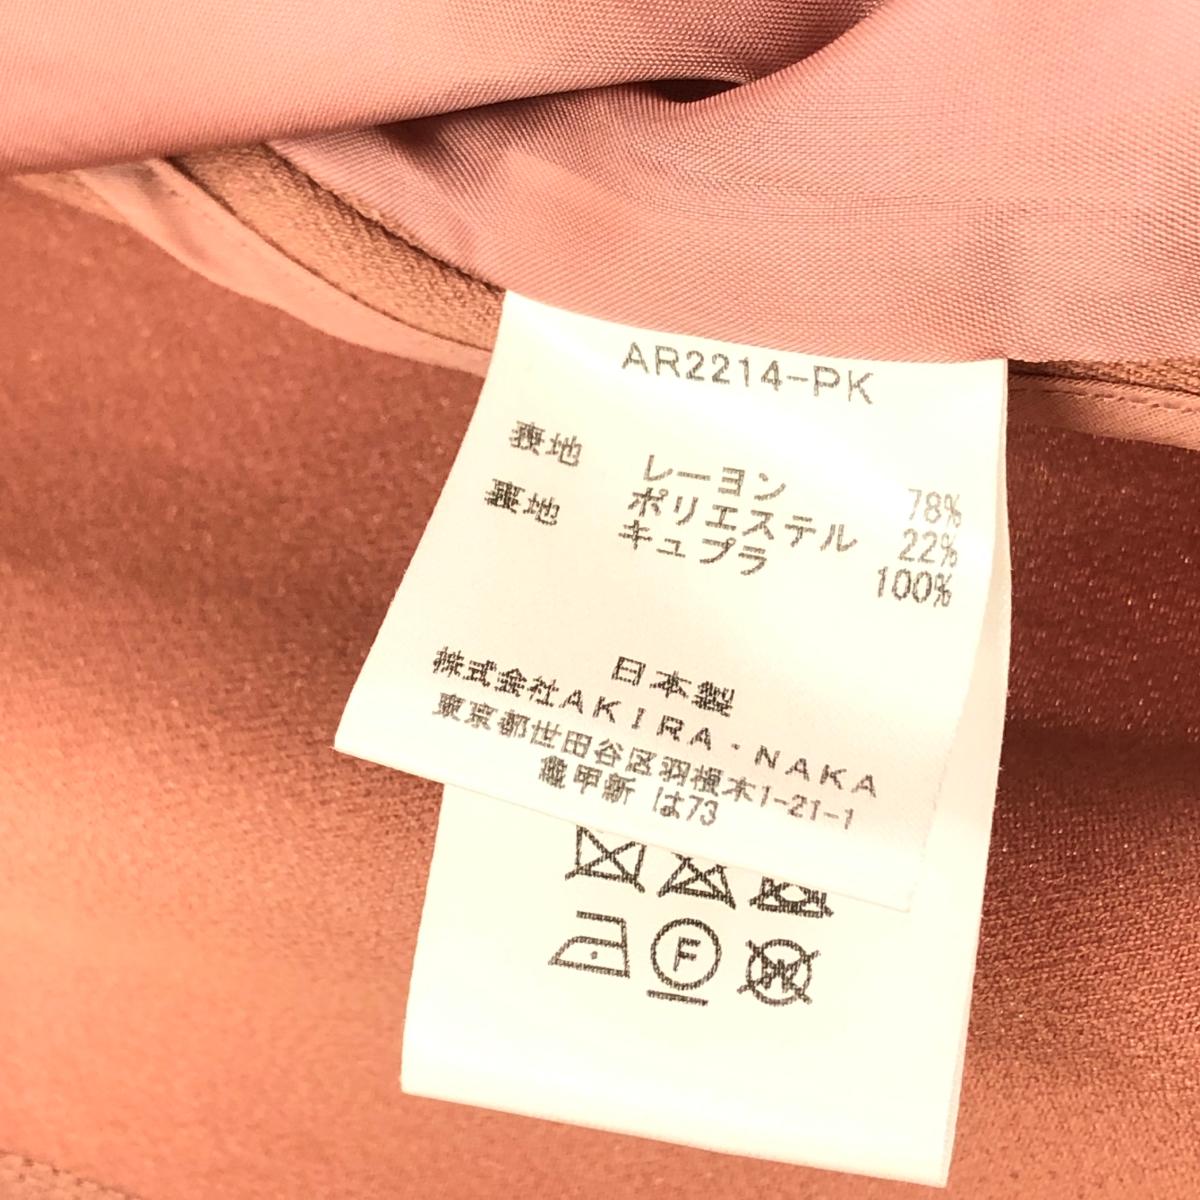 AR2214-PK
表地 レーヨン 78%
ポリエステル 22%
裏地 キュプラ 100%
日本製
株式会社AKIRA・NAKA
東京都世田谷区羽根木1-21-1
亀甲新 は73
F
W